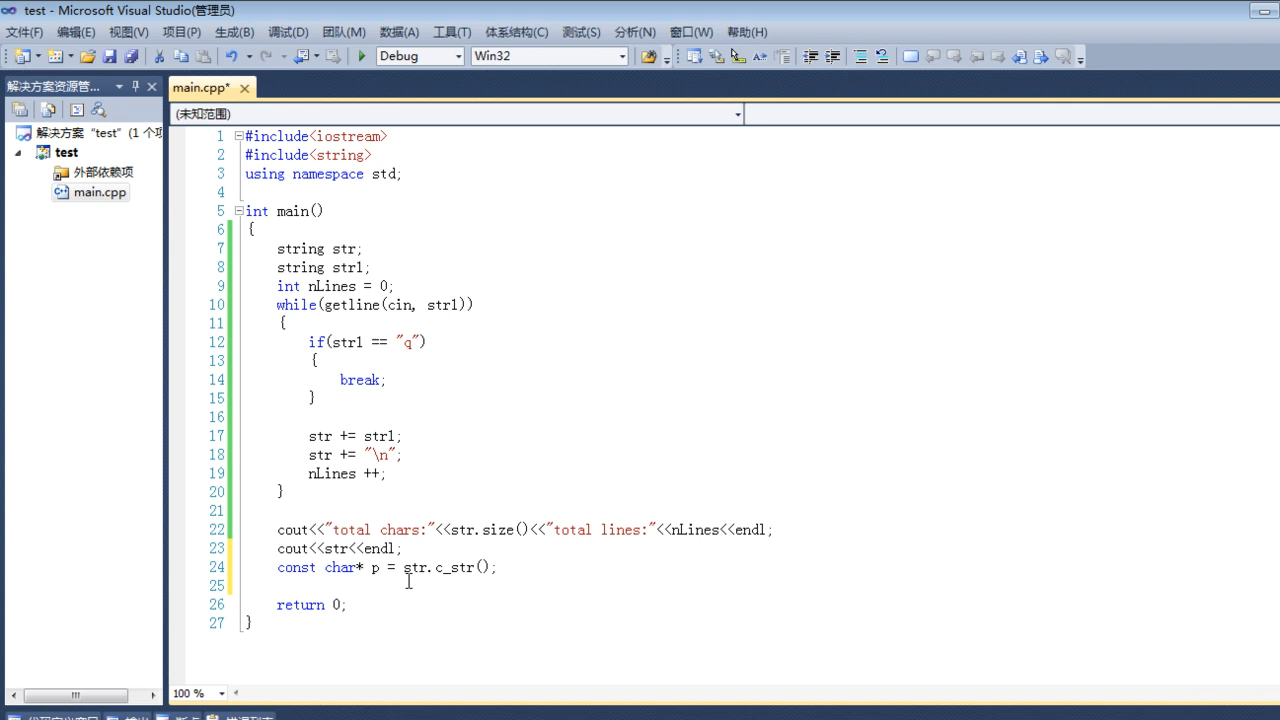 test - Microsoft Visual Studio(管理员)
文件(F) 编辑(E) 视图(V) 项目(P) 生成(B) 调试(D) 团队(M) 数据(A) 工具(T) 体系结构(C) 测试(S) 分析(N) 窗口(W) 帮助(H)
Debug Win32
解决方案资源管...
解决方案 "test" (1 个项
test
外部依赖项
main.cpp
main.cpp*
(未知范围)
1 #include<iostream>
2 #include<string>
3 using namespace std;
4
5 int main()
6 {
7 string str;
8 string str1;
9 int nLines = 0;
10 while(getline(cin, str1))
11 {
12 if(str1 == "q")
13 {
14 break;
15 }
16
17 str += str1;
18 str += "\n";
19 nLines ++;
20 }
21
22 cout<<"total chars:"<<str.size()<<"total lines:"<<nLines<<endl;
23 cout<<str<<endl;
24 const char* p = str.c_str();
25
26 return 0;
27 }
100 %